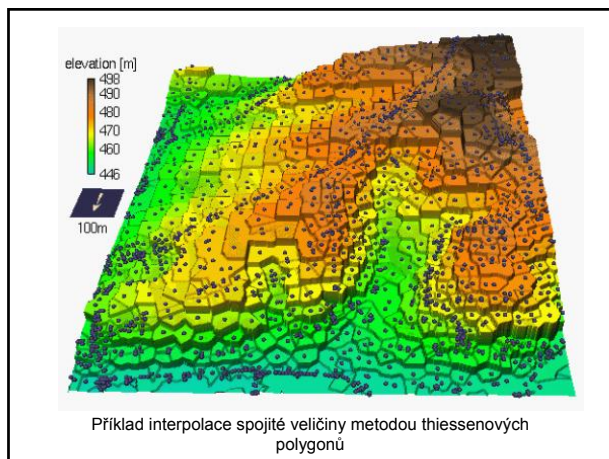 elevation [m]
498
490
480
470
460
446
100m
Příklad interpolace spojité veličiny metodou thiessenových
polygonů